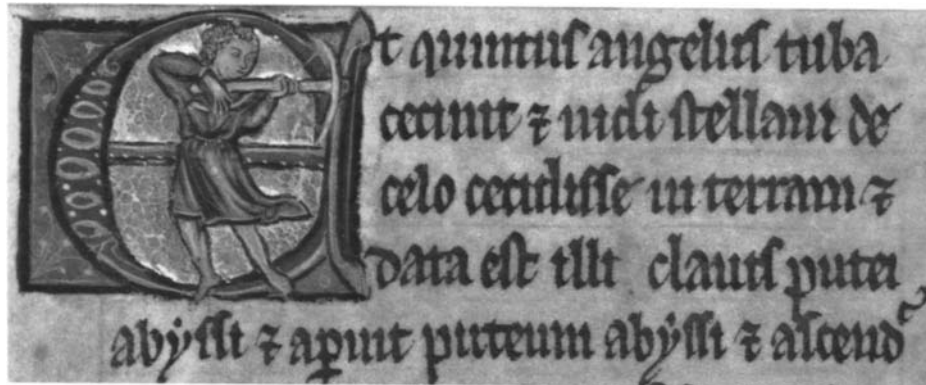 Et quintus angelus tuba
cecinit ⁊ uidi stellam de
celo cecidisse in terram ⁊
data est illi clauis putei
abyssi ⁊ aperuit puteum abyssi ⁊ ascend᷑